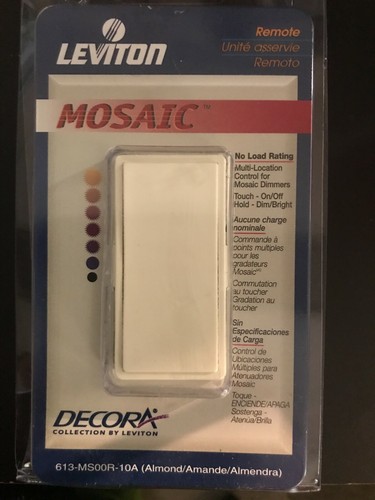 LEVITON
Remote
Unité asservie
Remoto
MOSAIC™
No Load Rating
Multi-Location
Control for
Mosaic Dimmers
Touch - On/Off
Hold - Dim/Bright
Aucune charge
nominale
Commande à
points multiples
pour les
gradateurs
Mosaic
Commutation
au toucher
Gradation au
toucher
Sin
Especificaciones
de Carga
Control de
Ubicaciones
Múltiples para
Atenuadores
Mosaic
Toque -
ENCIENDE/APAGA
Sostenga -
Atenúa/Brilla
DECORA
COLLECTION BY LEVITON
613-MS00R-10A (Almond/Amande/Almendra)